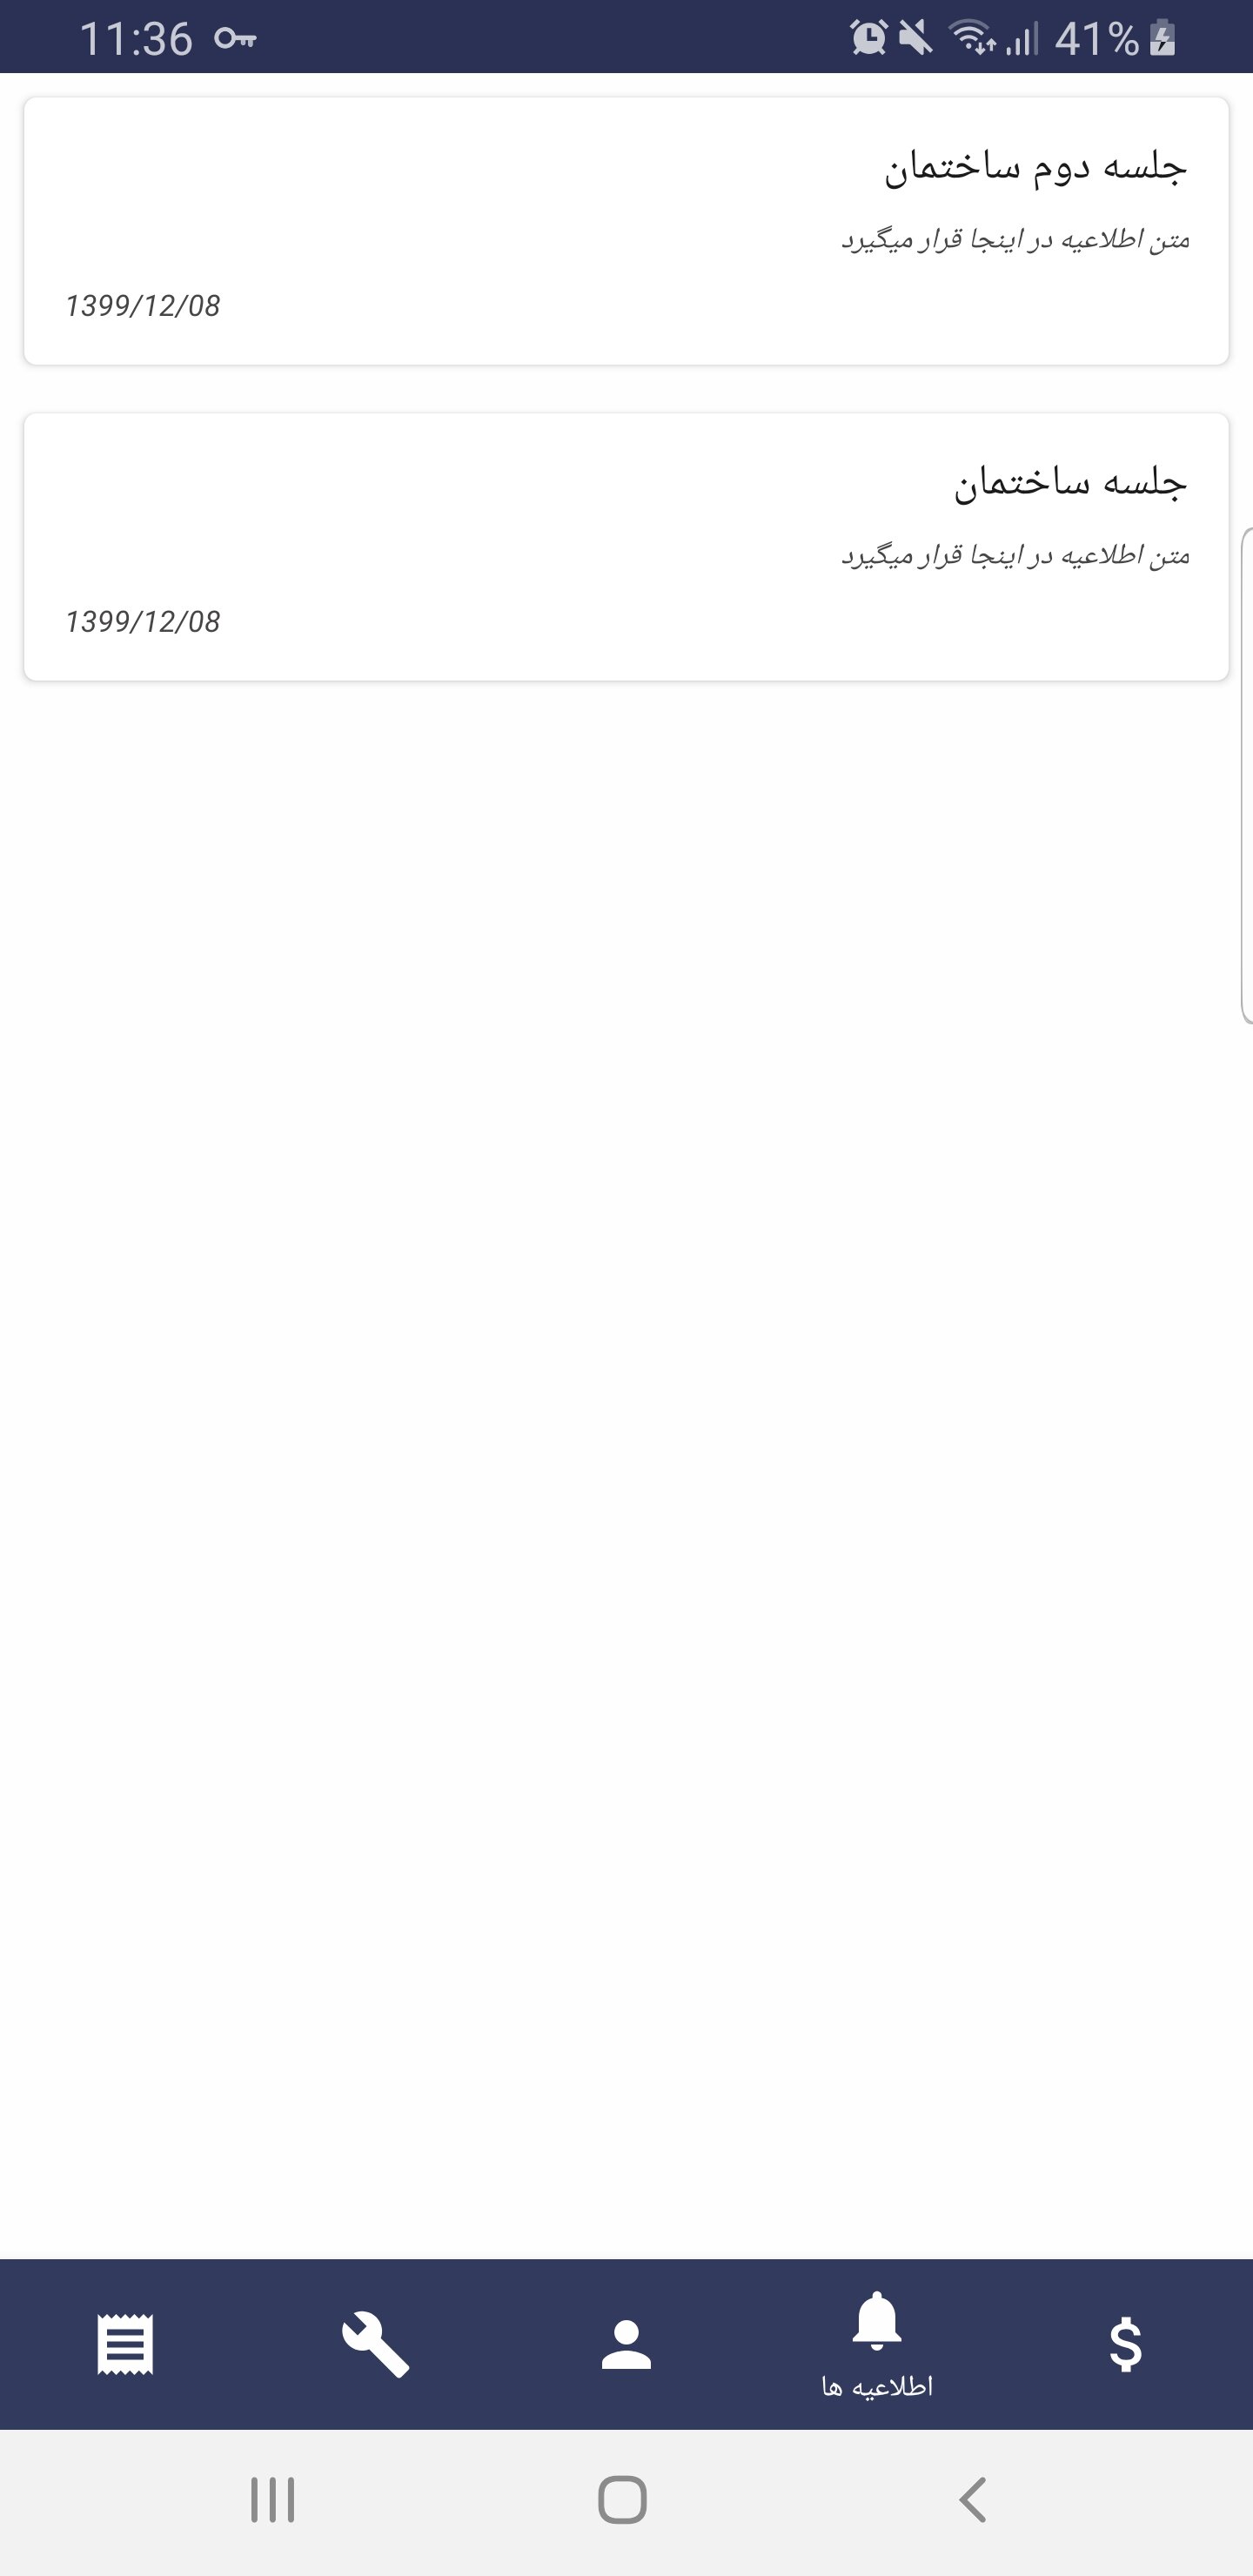 11:36
41%
جلسه دوم ساختمان
متن اطلاعیه در اینجا قرار میگیرد
1399/12/08
جلسه ساختمان
متن اطلاعیه در اینجا قرار میگیرد
1399/12/08
اطلاعیه ها